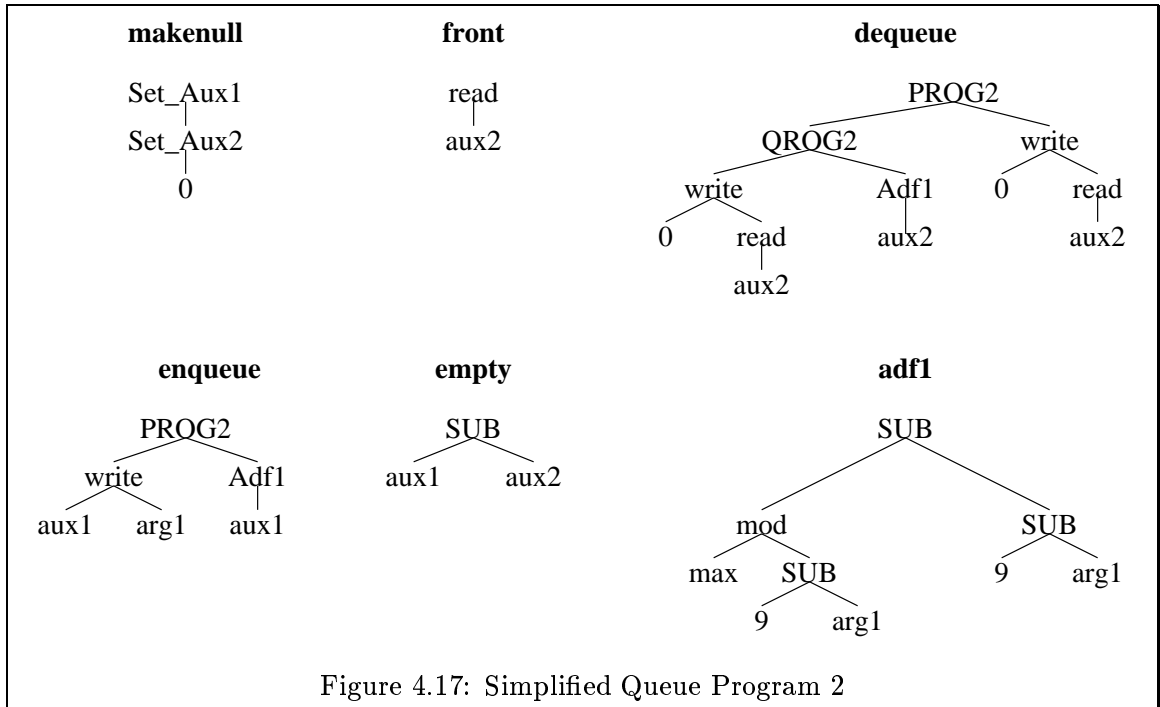 makenull front dequeue
Set_Aux1 read PROG2
Set_Aux2 aux2 QROG2 write
0 write Adf1 0 read
0 read aux2 aux2
aux2
enqueue empty adf1
PROG2 SUB SUB
write Adf1 aux1 aux2
aux1 arg1 aux1 mod SUB
max SUB 9 arg1
9 arg1
Figure 4.17: Simplified Queue Program 2